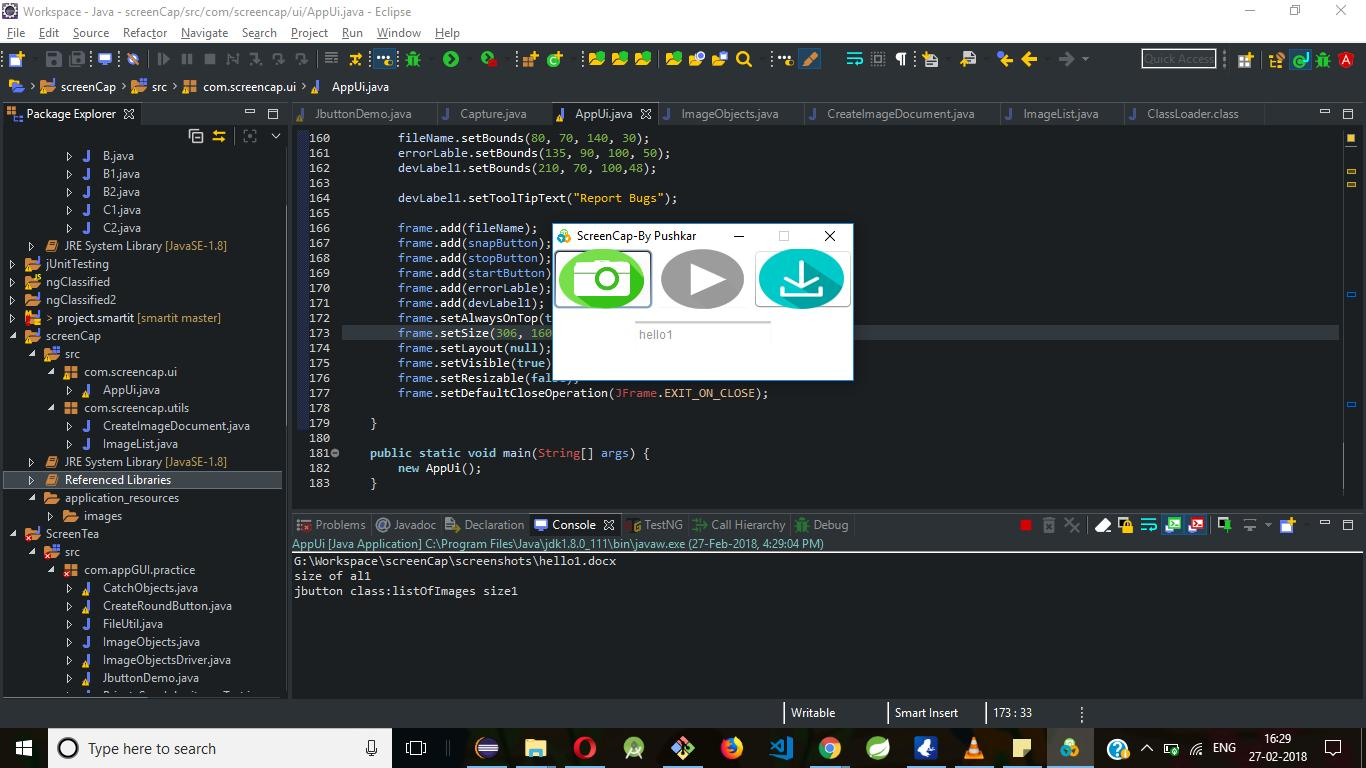 Workspace - Java - screenCap/src/com/screencap/ui/AppUi.java - Eclipse
File Edit Source Refactor Navigate Search Project Run Window Help
Quick Access
screenCap src com.screencap.ui AppUi.java
Package Explorer
B.java
B1.java
B2.java
C1.java
C2.java
JRE System Library [JavaSE-1.8]
jUnitTesting
ngClassified
ngClassified2
> project.smartit [smartit master]
screenCap
src
com.screencap.ui
AppUi.java
com.screencap.utils
CreateImageDocument.java
ImageList.java
JRE System Library [JavaSE-1.8]
Referenced Libraries
application_resources
images
ScreenTea
src
com.appGUI.practice
CatchObjects.java
CreateRoundButton.java
FileUtil.java
ImageObjects.java
ImageObjectsDriver.java
JbuttonDemo.java
JbuttonDemo.java Capture.java AppUi.java ImageObjects.java CreateImageDocument.java ImageList.java ClassLoader.class
160 fileName.setBounds(80, 70, 140, 30);
161 errorLable.setBounds(135, 90, 100, 50);
162 devLabel1.setBounds(210, 70, 100,48);
163
164 devLabel1.setToolTipText("Report Bugs");
165
166 frame.add(fileName);
167 frame.add(snapButton);
168 frame.add(stopButton);
169 frame.add(startButton)
170 frame.add(errorLable);
171 frame.add(devLabel1);
172 frame.setAlwaysOnTop(t
173 frame.setSize(306, 160
174 frame.setLayout(null);
175 frame.setVisible(true)
176 frame.setResizable(false);
177 frame.setDefaultCloseOperation(JFrame.EXIT_ON_CLOSE);
178
179 }
180
181 public static void main(String[] args) {
182 new AppUi();
183 }
ScreenCap-By Pushkar
hello1
Problems Javadoc Declaration Console TestNG Call Hierarchy Debug
AppUi [Java Application] C:\Program Files\Java\jdk1.8.0_111\bin\javaw.exe (27-Feb-2018, 4:29:04 PM)
G:\Workspace\screenCap\screenshots\hello1.docx
size of al1
jbutton class:listOfImages size1
Writable Smart Insert 173 : 33
Type here to search
ENG
16:29
27-02-2018